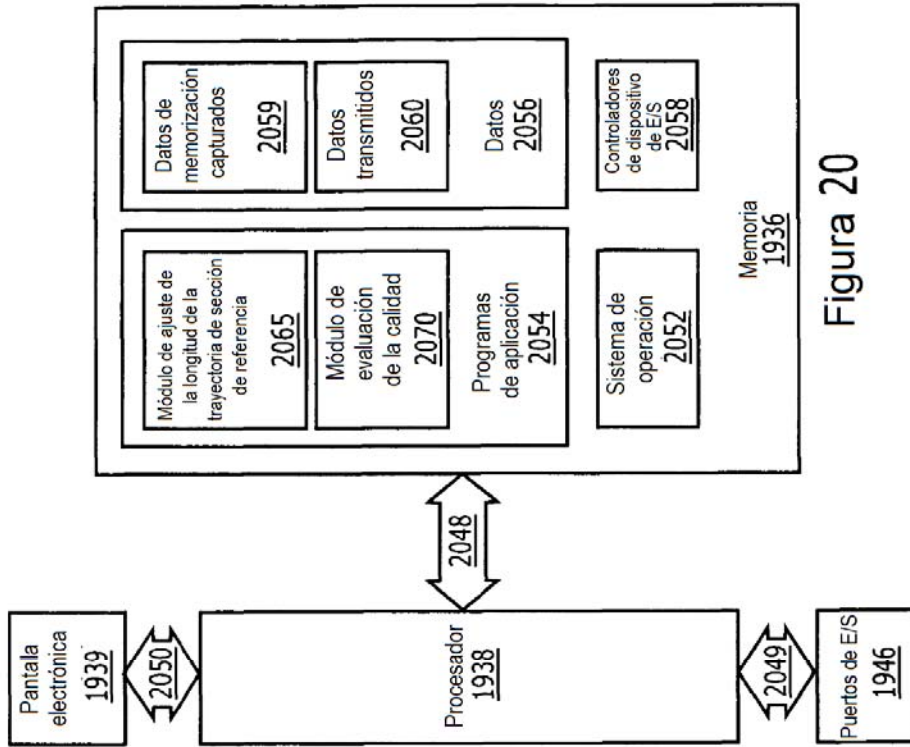 Pantalla
electrónica
1939
2050
Procesador
1938
2049
Puertos de E/S
1946
2048
Módulo de ajuste de
la longitud de la
trayectoria de sección
de referencia
2065
Módulo de
evaluación
de la calidad
2070
Programas
de aplicación
2054
Sistema de
operación
2052
Datos de
memorización
capturados
2059
Datos
transmitidos
2060
Datos
2056
Controladores
de dispositivo
de E/S
2058
Memoria
1936
Figura 20